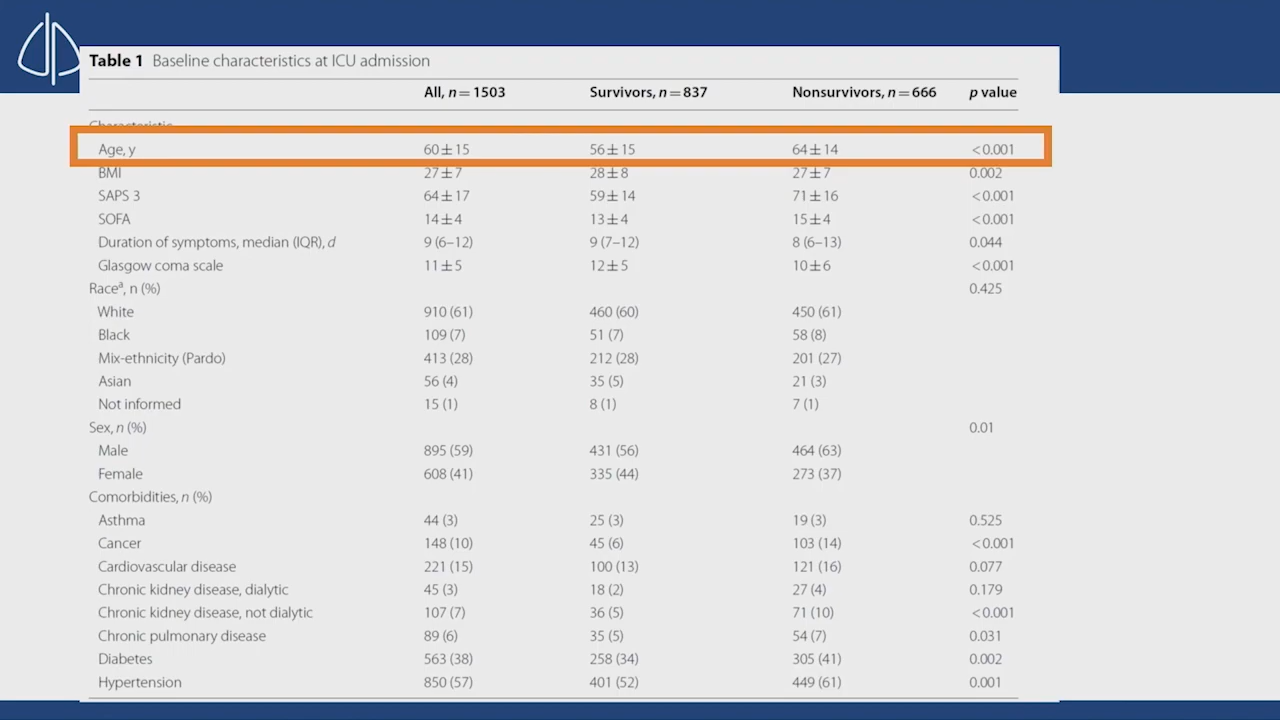 Table 1 Baseline characteristics at ICU admission
All, n = 1503 Survivors, n = 837 Nonsurvivors, n = 666 p value
Characteristic
Age, y 60 ± 15 56 ± 15 64 ± 14 < 0.001
BMI 27 ± 7 28 ± 8 27 ± 7 0.002
SAPS 3 64 ± 17 59 ± 14 71 ± 16 < 0.001
SOFA 14 ± 4 13 ± 4 15 ± 4 < 0.001
Duration of symptoms, median (IQR), d 9 (6–12) 9 (7–12) 8 (6–13) 0.044
Glasgow coma scale 11 ± 5 12 ± 5 10 ± 6 < 0.001
Raceª, n (%) 0.425
White 910 (61) 460 (60) 450 (61)
Black 109 (7) 51 (7) 58 (8)
Mix-ethnicity (Pardo) 413 (28) 212 (28) 201 (27)
Asian 56 (4) 35 (5) 21 (3)
Not informed 15 (1) 8 (1) 7 (1)
Sex, n (%) 0.01
Male 895 (59) 431 (56) 464 (63)
Female 608 (41) 335 (44) 273 (37)
Comorbidities, n (%)
Asthma 44 (3) 25 (3) 19 (3) 0.525
Cancer 148 (10) 45 (6) 103 (14) < 0.001
Cardiovascular disease 221 (15) 100 (13) 121 (16) 0.077
Chronic kidney disease, dialytic 45 (3) 18 (2) 27 (4) 0.179
Chronic kidney disease, not dialytic 107 (7) 36 (5) 71 (10) < 0.001
Chronic pulmonary disease 89 (6) 35 (5) 54 (7) 0.031
Diabetes 563 (38) 258 (34) 305 (41) 0.002
Hypertension 850 (57) 401 (52) 449 (61) 0.001